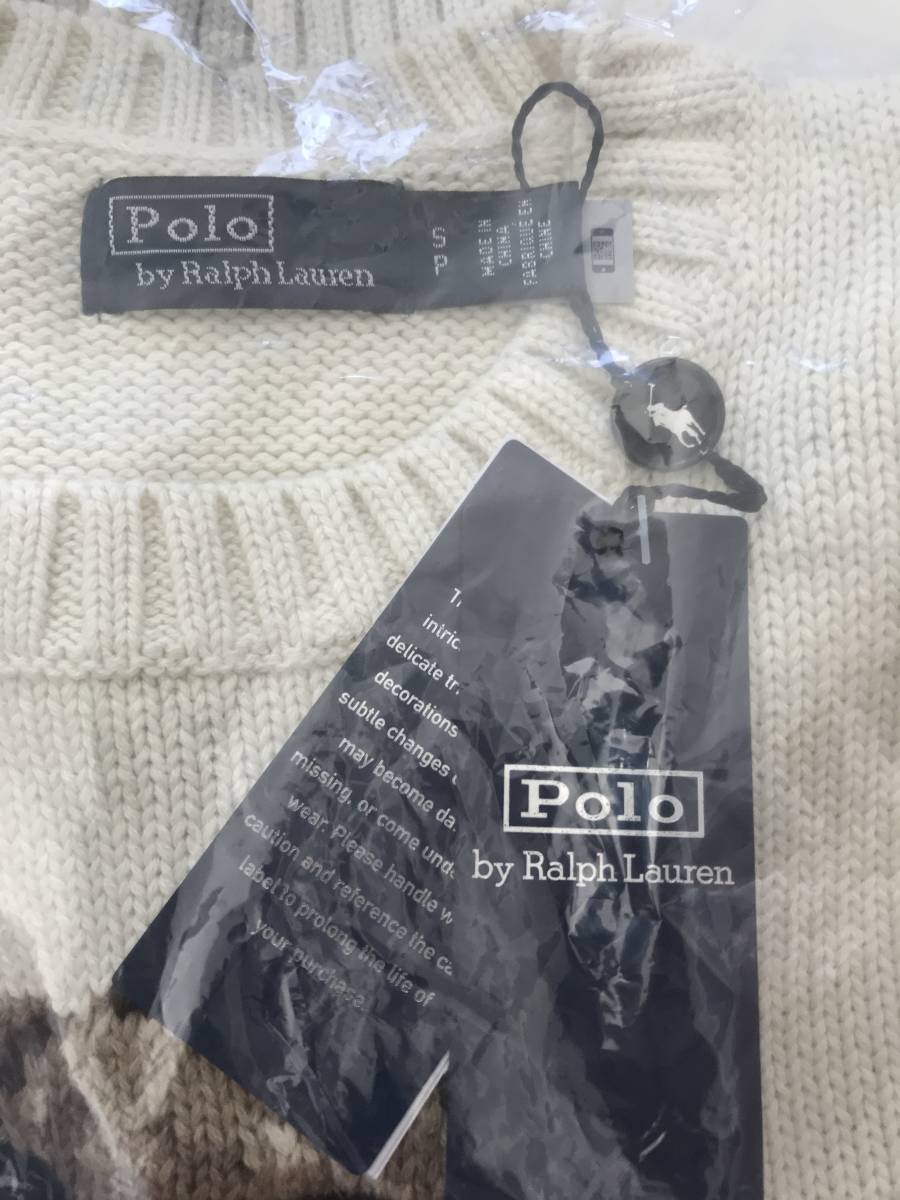 Polo
by Ralph Lauren
S
P
MADE IN
CHINA
FABRIQUÉ EN
CHINE
delicate
decorations
subtle changes
may become
missing, or come
wear. Please handle
caution and reference the
label to prolong the life of
your purchase.
Polo
by Ralph Lauren